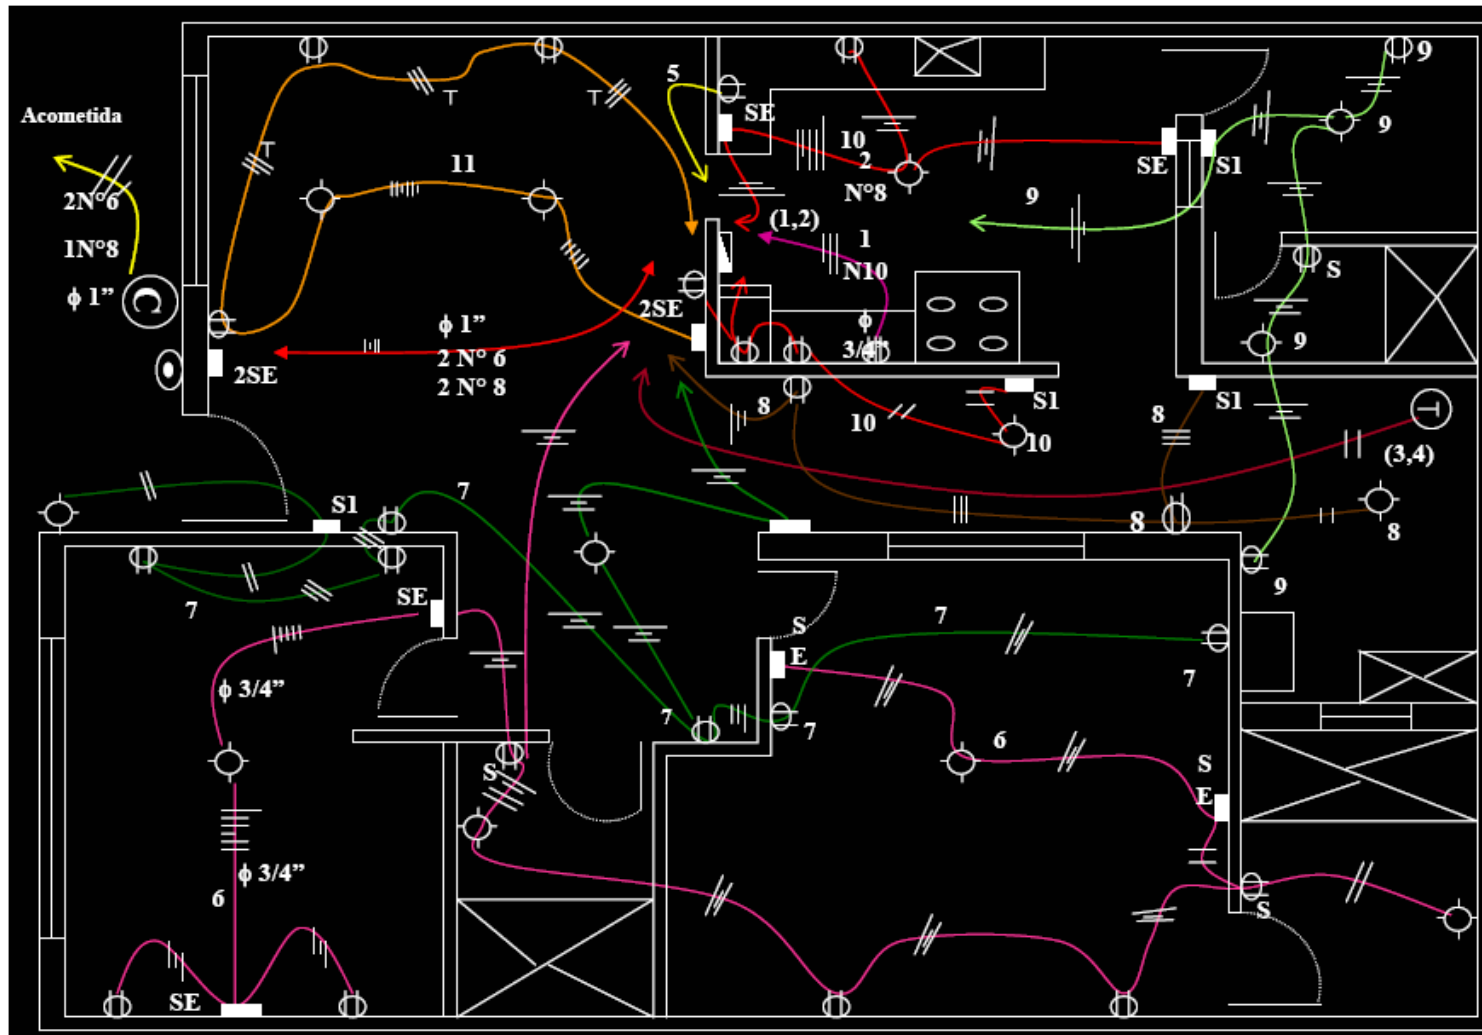 9
5
Acometida
SE
10
2
N°8
9
SE
S1
T
T
T
11
2N°6
1N°8
φ 1”
C
9
(1,2)
1
N10
S
2SE
φ
3/4”
9
φ 1”
2 N° 6
2 N° 8
2SE
8
10
S1
10
8
S1
T
(3,4)
7
S1
8
8
9
7
SE
S
E
7
7
φ 3/4”
7
7
6
S
S
E
φ 3/4”
6
SE
S